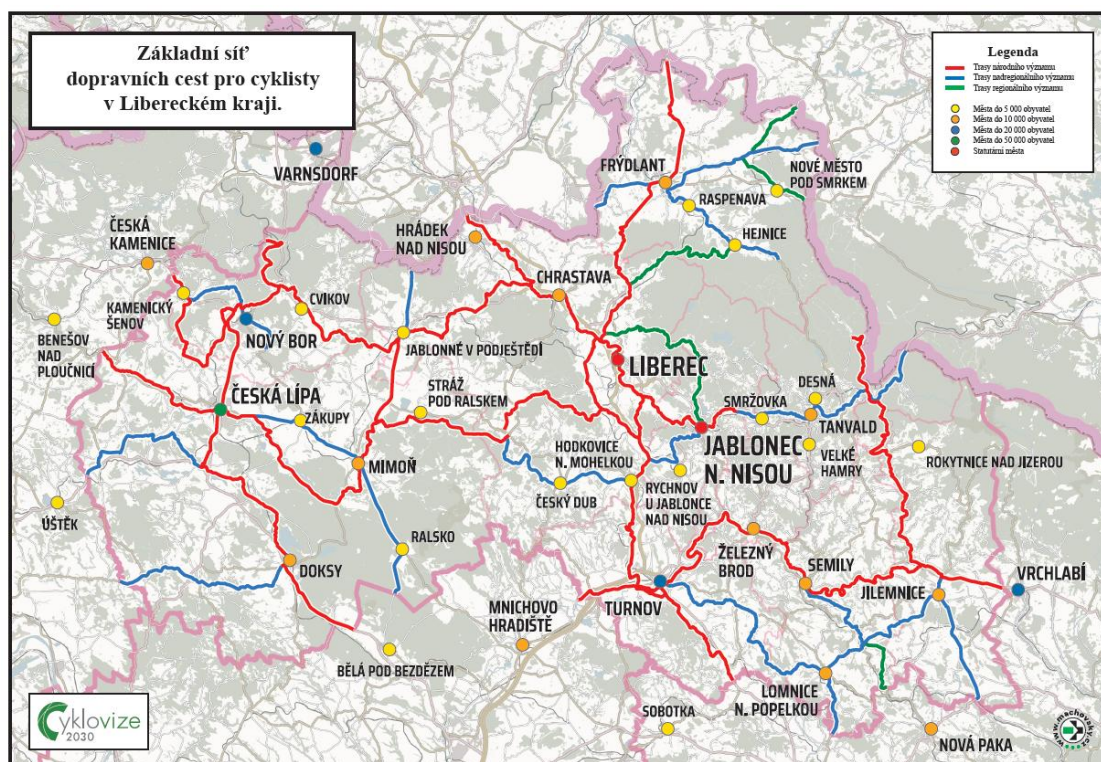 Základní síť
dopravních cest pro cyklisty
v Libereckém kraji.
Legenda
Trasy národního významu
Trasy nadregionálního významu
Trasy regionálního významu
Města do 5 000 obyvatel
Města do 10 000 obyvatel
Města do 20 000 obyvatel
Města do 50 000 obyvatel
Statutární města
VARNSDORF
FRÝDLANT
NOVÉ MĚSTO
POD SMRKEM
RASPENAVA
HEJNICE
ČESKÁ
KAMENICE
HRÁDEK
NAD NISOU
CHRASTAVA
KAMENICKÝ
ŠENOV
CVIKOV
NOVÝ BOR
BENEŠOV
NAD
PLOUČNICÍ
JABLONNÉ V PODJEŠTĚDÍ
LIBEREC
ČESKÁ LÍPA
STRÁŽ
POD RALSKEM
ZÁKUPY
DESNÁ
SMRŽOVKA
TANVALD
JABLONEC
N. NISOU
VELKÉ
HAMRY
ROKYTNICE NAD JIZEROU
MIMOŇ
HODKOVICE
N. MOHELKOU
ČESKÝ DUB
RYCHNOV
U JABLONCE
NAD NISOU
ÚŠTĚK
RALSKO
DOKSY
ŽELEZNÝ
BROD
SEMILY
JILEMNICE
VRCHLABÍ
TURNOV
MNICHOVO
HRADIŠTĚ
BĚLÁ POD BEZDĚZEM
LOMNICE
N. POPELKOU
SOBOTKA
NOVÁ PAKA
Cyklovize
2030
www.machovsky.cz